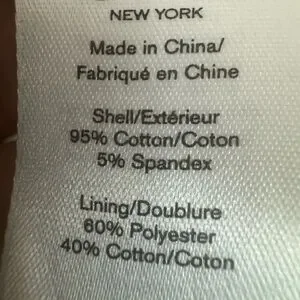 NEW YORK
Made in China/
Fabriqué en Chine
Shell/Extérieur
95% Cotton/Coton
5% Spandex
Lining/Doublure
60% Polyester
40% Cotton/Coton